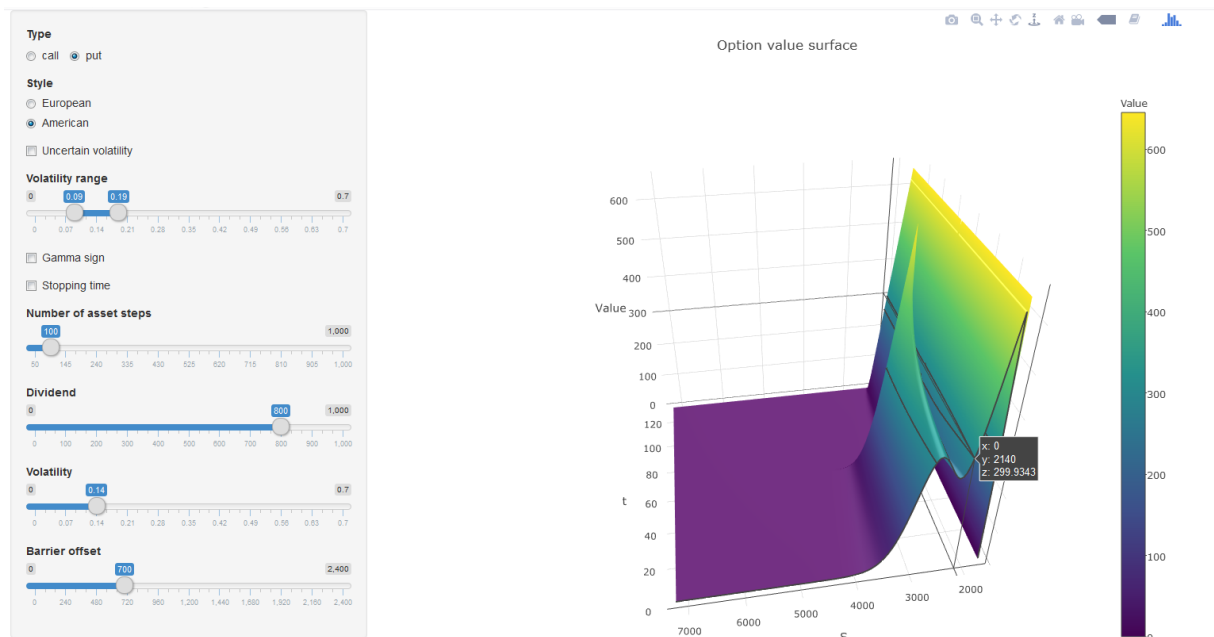 Type
call put
Style
European
American
Uncertain volatility
Volatility range
0 0.09 0.19 0.7
0 0.07 0.14 0.21 0.28 0.35 0.42 0.49 0.56 0.63 0.7
Gamma sign
Stopping time
Number of asset steps
100 1,000
50 145 240 335 430 525 620 715 810 905 1,000
Dividend
0 800 1,000
0 100 200 300 400 500 600 700 800 900 1,000
Volatility
0 0.14 0.7
0 0.07 0.14 0.21 0.28 0.35 0.42 0.49 0.56 0.63 0.7
Barrier offset
0 700 2,400
0 240 480 720 960 1,200 1,440 1,680 1,920 2,160 2,400
Option value surface
Value
600
500
400
300
200
100
0
Value
600
500
400
300
200
100
0
120
100
80
60
40
20
0
t
7000 6000 5000 4000 3000 2000
S
x: 0
y: 2140
z: 299.9343